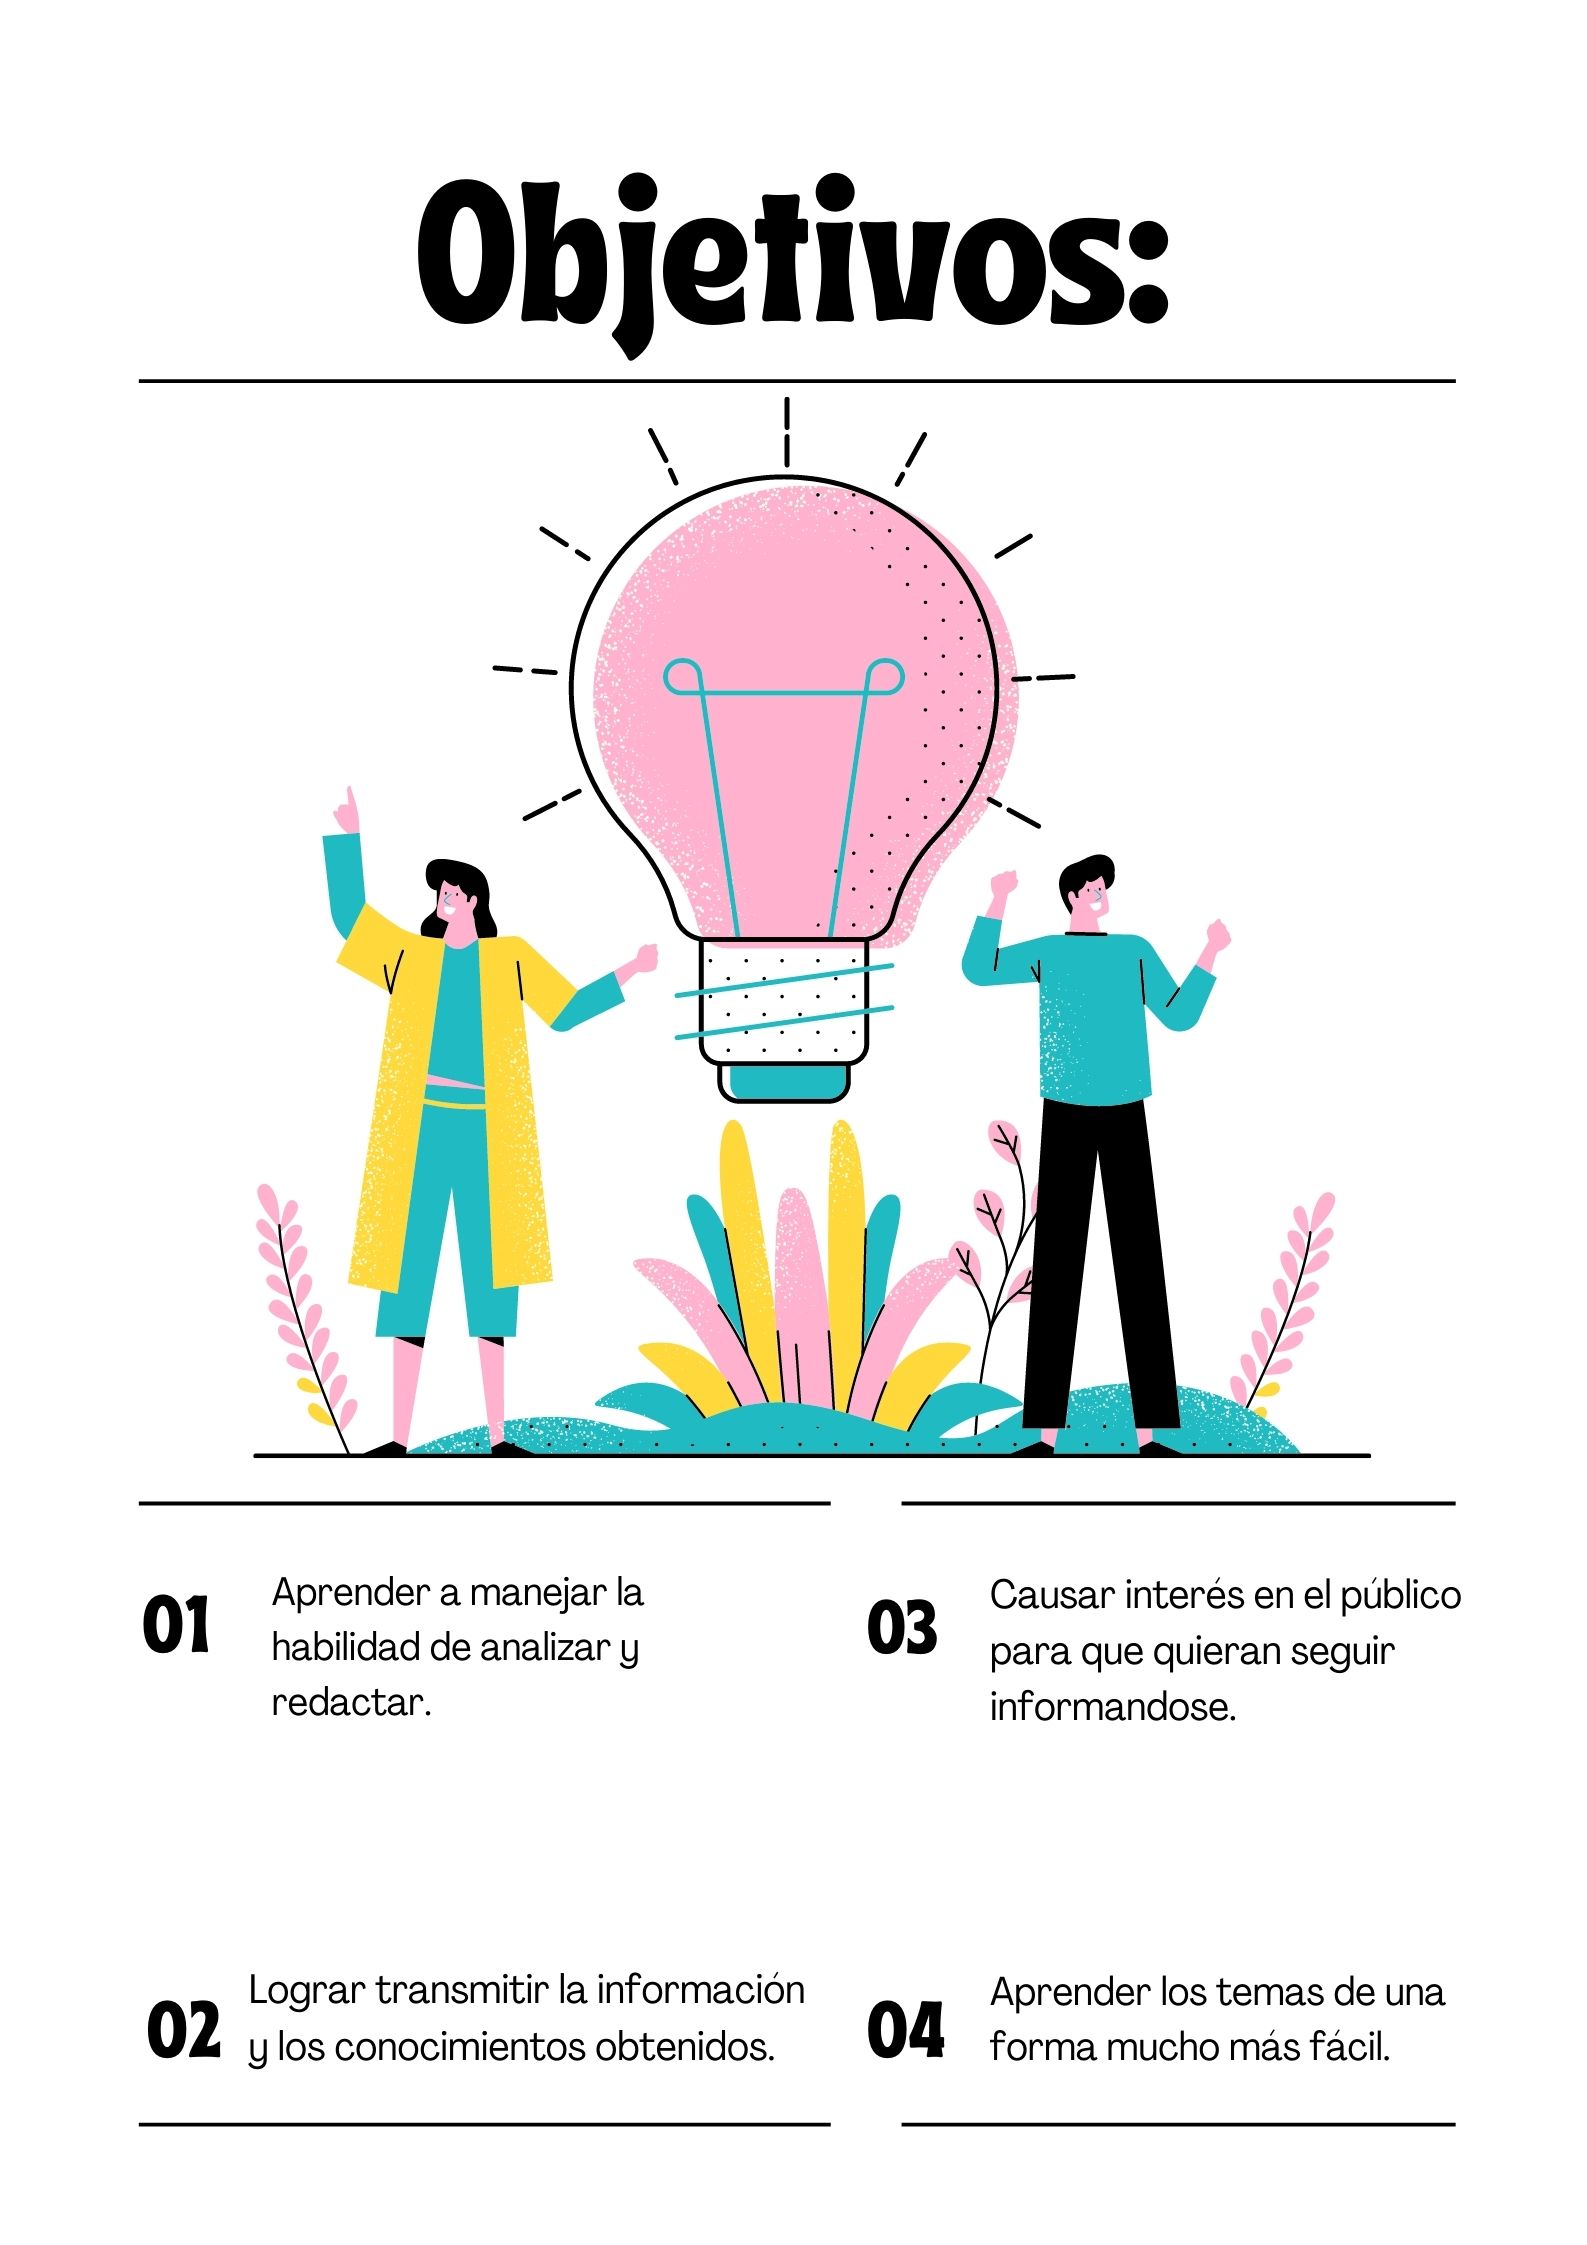 Objetivos:
01
Aprender a manejar la
habilidad de analizar y
redactar.
02
Lograr transmitir la información
y los conocimientos obtenidos.
03
Causar interés en el público
para que quieran seguir
informandose.
04
Aprender los temas de una
forma mucho más fácil.